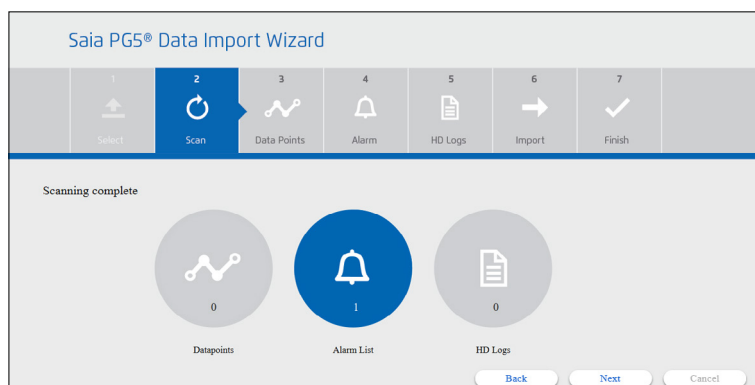 Saia PG5® Data Import Wizard
1 2 3 4 5 6 7
Select Scan Data Points Alarm HD Logs Import Finish
Scanning complete
0 1 0
Datapoints Alarm List HD Logs
Back Next Cancel